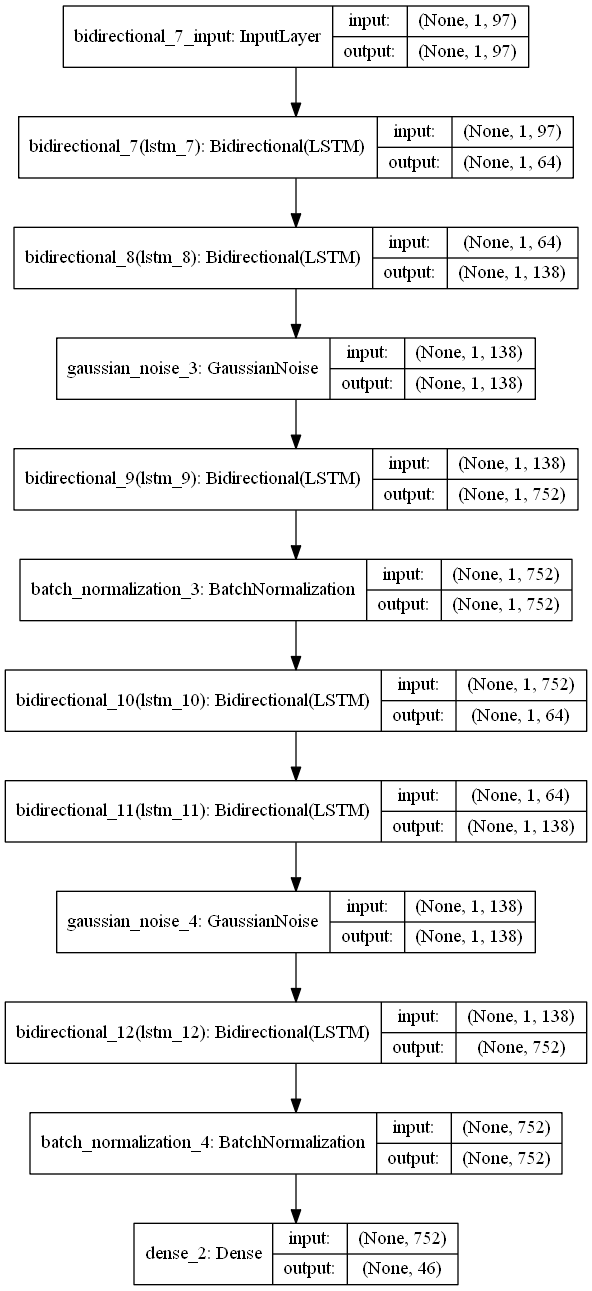 bidirectional_7_input: InputLayer
input: (None, 1, 97)
output: (None, 1, 97)
bidirectional_7(lstm_7): Bidirectional(LSTM)
input: (None, 1, 97)
output: (None, 1, 64)
bidirectional_8(lstm_8): Bidirectional(LSTM)
input: (None, 1, 64)
output: (None, 1, 138)
gaussian_noise_3: GaussianNoise
input: (None, 1, 138)
output: (None, 1, 138)
bidirectional_9(lstm_9): Bidirectional(LSTM)
input: (None, 1, 138)
output: (None, 1, 752)
batch_normalization_3: BatchNormalization
input: (None, 1, 752)
output: (None, 1, 752)
bidirectional_10(lstm_10): Bidirectional(LSTM)
input: (None, 1, 752)
output: (None, 1, 64)
bidirectional_11(lstm_11): Bidirectional(LSTM)
input: (None, 1, 64)
output: (None, 1, 138)
gaussian_noise_4: GaussianNoise
input: (None, 1, 138)
output: (None, 1, 138)
bidirectional_12(lstm_12): Bidirectional(LSTM)
input: (None, 1, 138)
output: (None, 752)
batch_normalization_4: BatchNormalization
input: (None, 752)
output: (None, 752)
dense_2: Dense
input: (None, 752)
output: (None, 46)